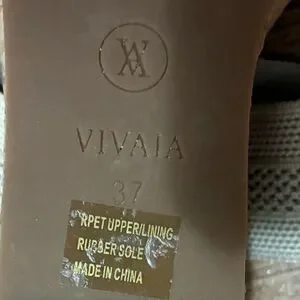 VIVAIA
37
RPET UPPER/LINING
RUBBER SOLE
MADE IN CHINA